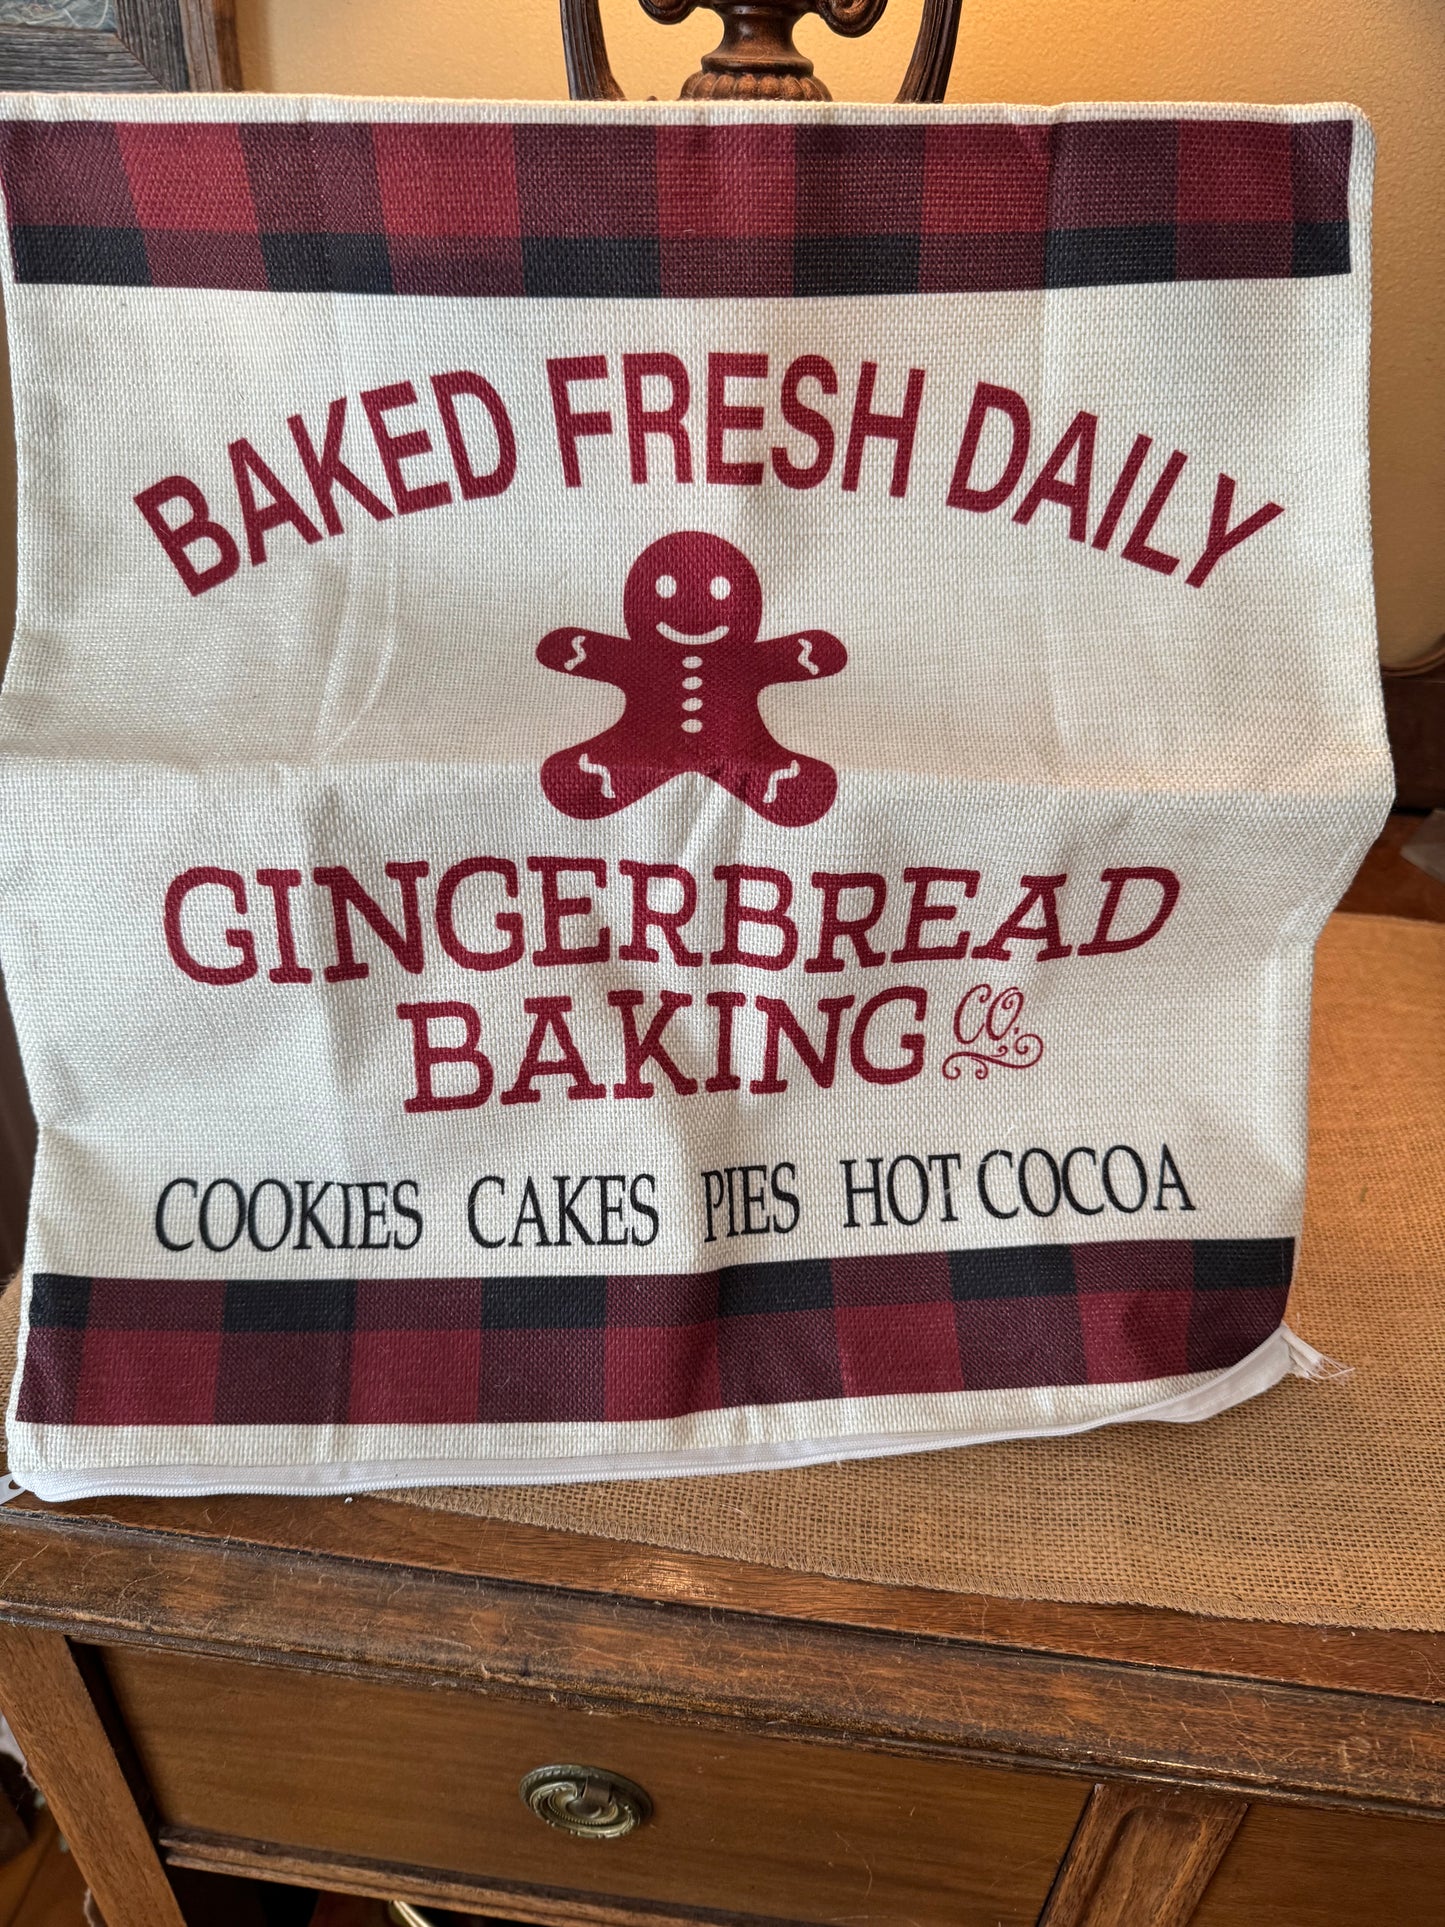 BAKED FRESH DAILY
GINGERBREAD
BAKING CO.
COOKIES CAKES PIES HOT COCOA